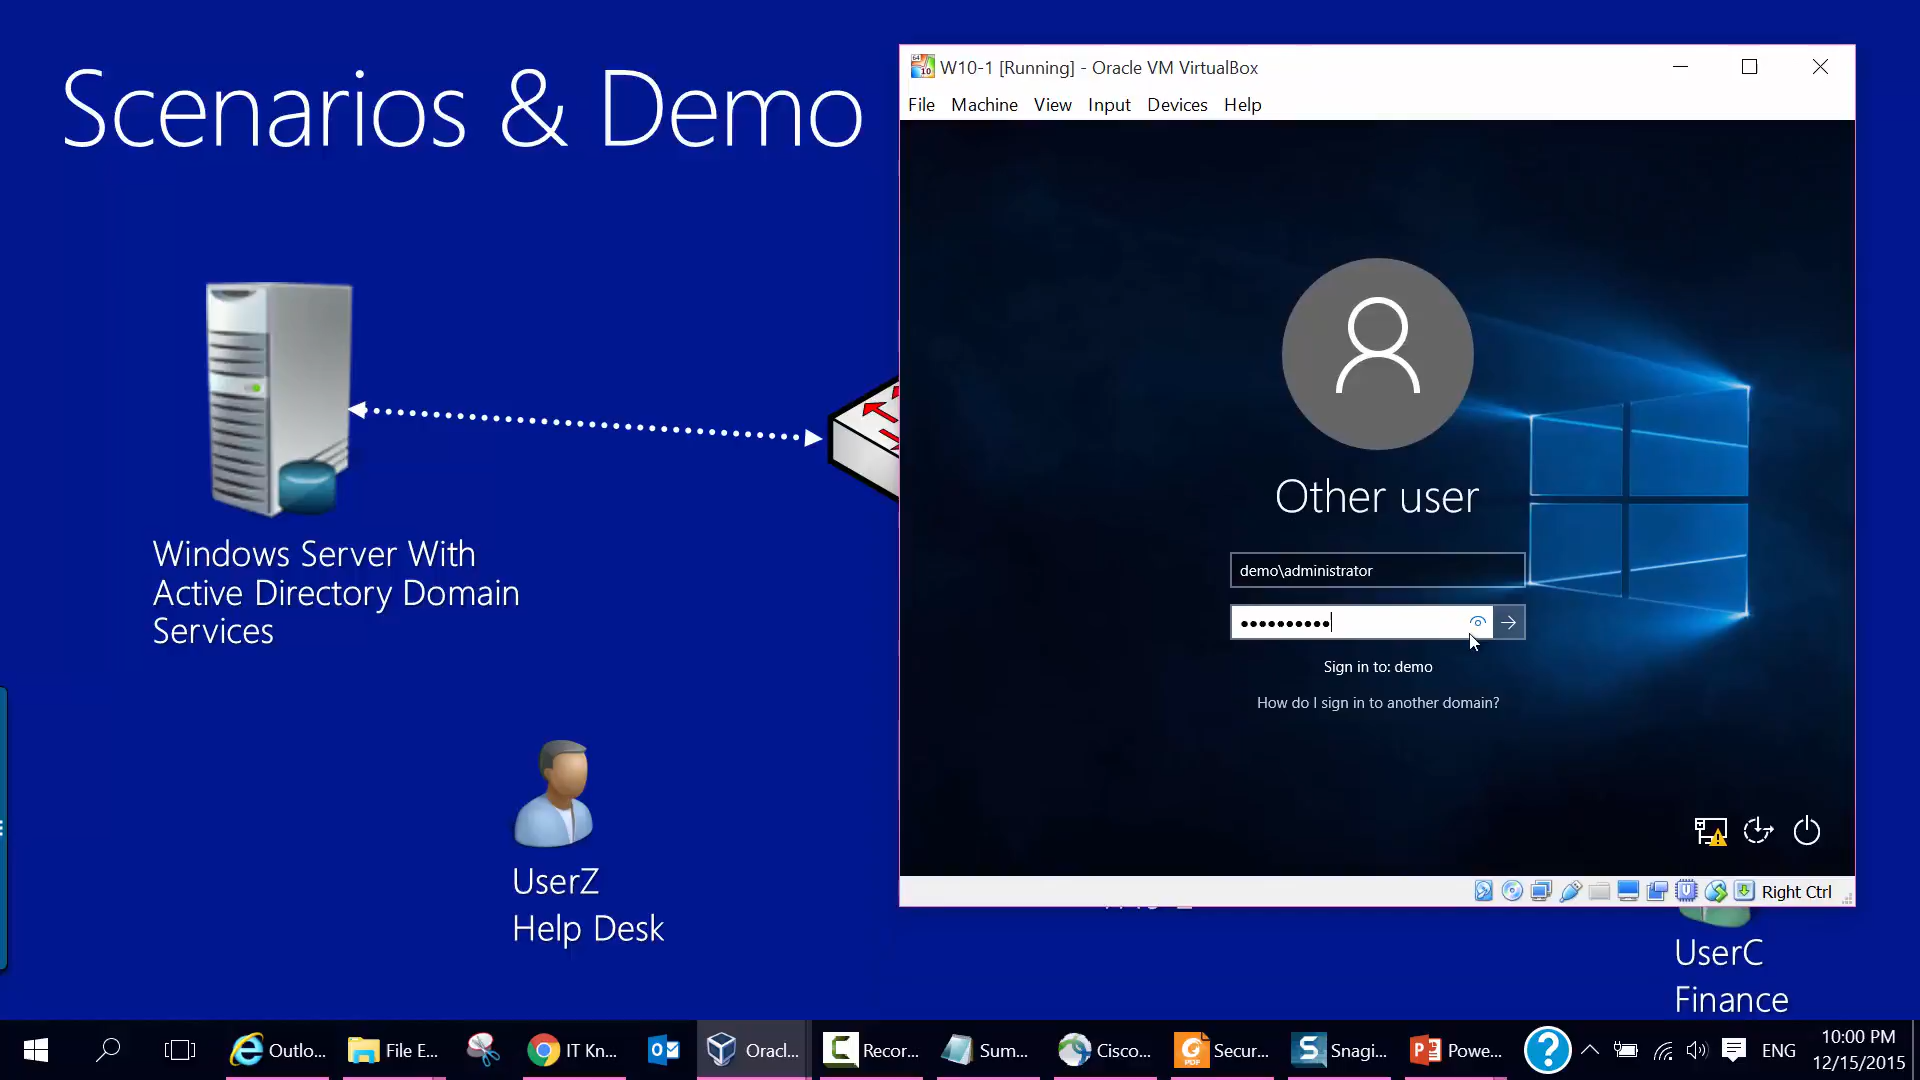 Scenarios & Demo
W10-1 [Running] - Oracle VM VirtualBox
File Machine View Input Devices Help
Other user
demo\administrator
Sign in to: demo
How do I sign in to another domain?
Right Ctrl
Windows Server With
Active Directory Domain
Services
UserZ
Help Desk
UserC
Finance
Outlo... File E... IT Kn... Oracl... Recor... Sum... Cisco... Secur... Snagi... Powe... ENG
10:00 PM
12/15/2015